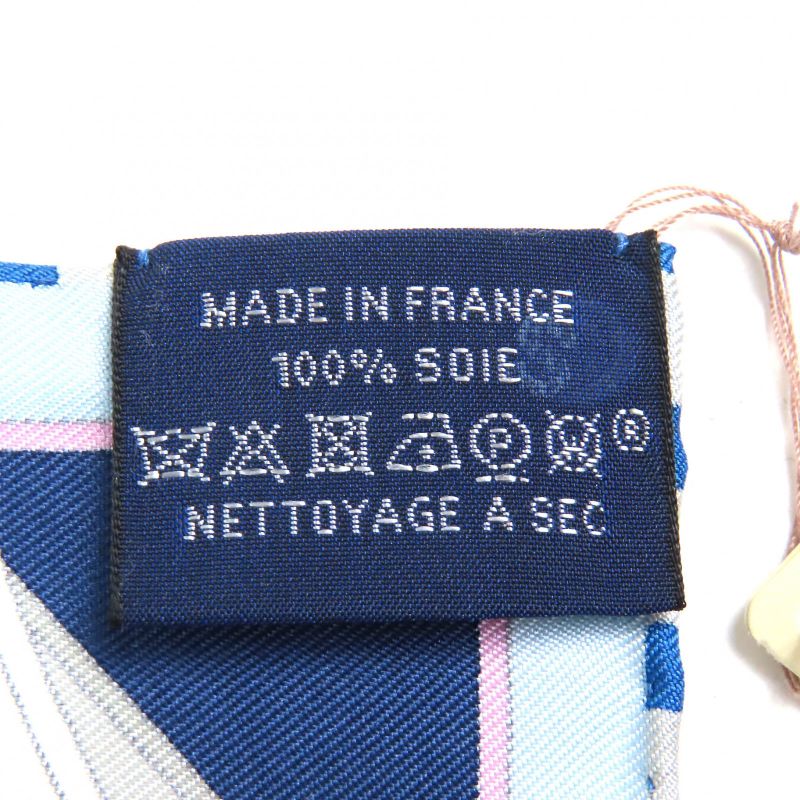 MADE IN FRANCE
100% SOIE
P W ®
NETTOYAGE A SEC